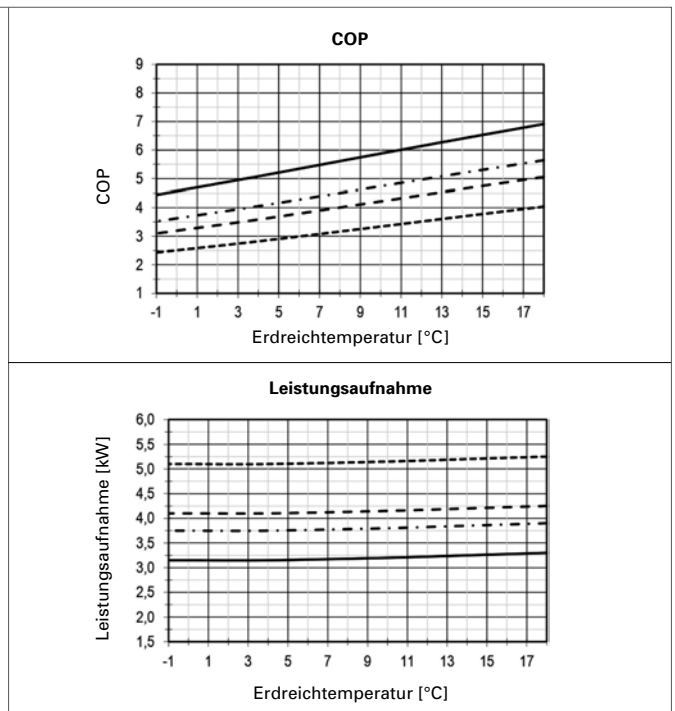 COP
9
8
7
6
5
4
3
2
1
COP
-1 1 3 5 7 9 11 13 15 17
Erdreichtemperatur [°C]
Leistungsaufnahme
6,0
5,5
5,0
4,5
4,0
3,5
3,0
2,5
2,0
1,5
Leistungsaufnahme [kW]
-1 1 3 5 7 9 11 13 15 17
Erdreichtemperatur [°C]